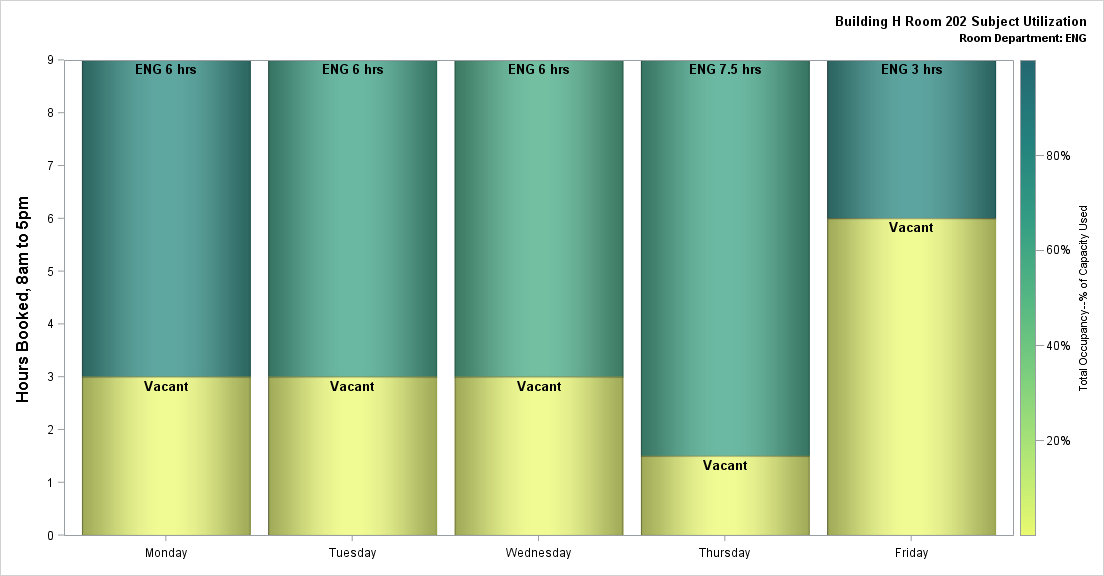 Building H Room 202 Subject Utilization
Room Department: ENG
Hours Booked, 8am to 5pm
9
8
7
6
5
4
3
2
1
0
ENG 6 hrs
Vacant
ENG 6 hrs
Vacant
ENG 6 hrs
Vacant
ENG 7.5 hrs
Vacant
ENG 3 hrs
Vacant
Monday
Tuesday
Wednesday
Thursday
Friday
80%
60%
40%
20%
Total Occupancy--% of Capacity Used